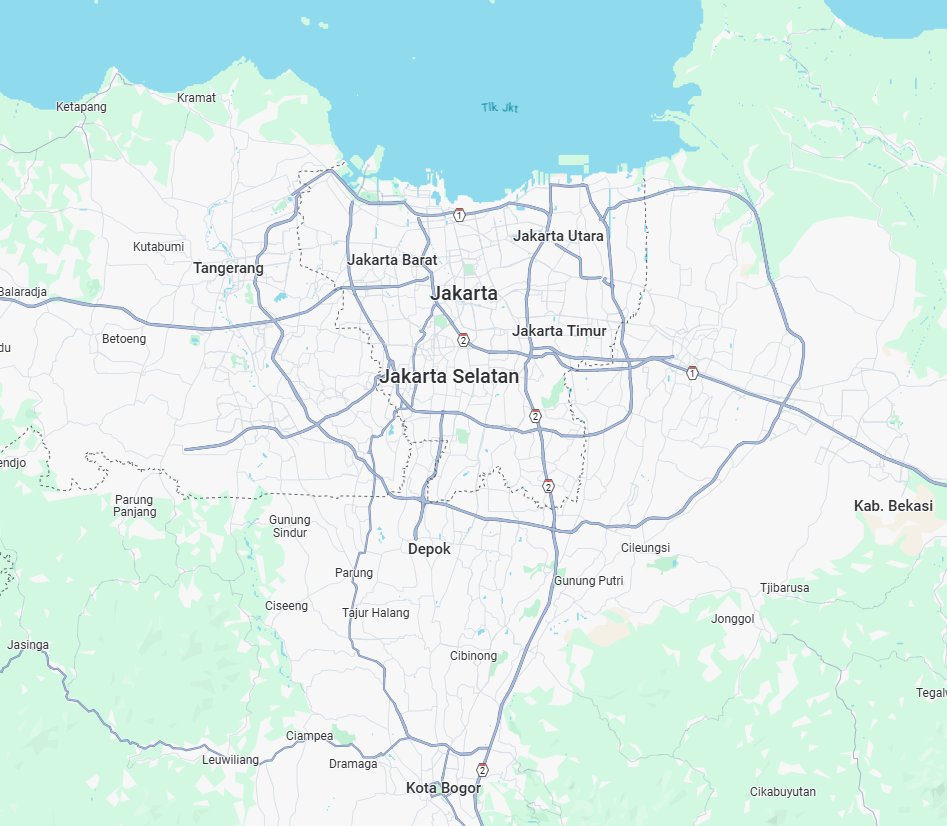 Tlk Jkt
Kramat
Ketapang
1
Jakarta Utara
Kutabumi
Jakarta Barat
Tangerang
Balaradja
Jakarta
Jakarta Timur
Betoeng
2
du
1
Jakarta Selatan
2
endjo
2
Parung
Panjang
Kab. Bekasi
Gunung
Sindur
Depok
Cileungsi
Parung
Gunung Putri
Tjibarusa
Ciseeng
Tajur Halang
Jonggol
Jasinga
Cibinong
Tegalw
Ciampea
Leuwiliang
Dramaga
2
Kota Bogor
Cikabuyutan